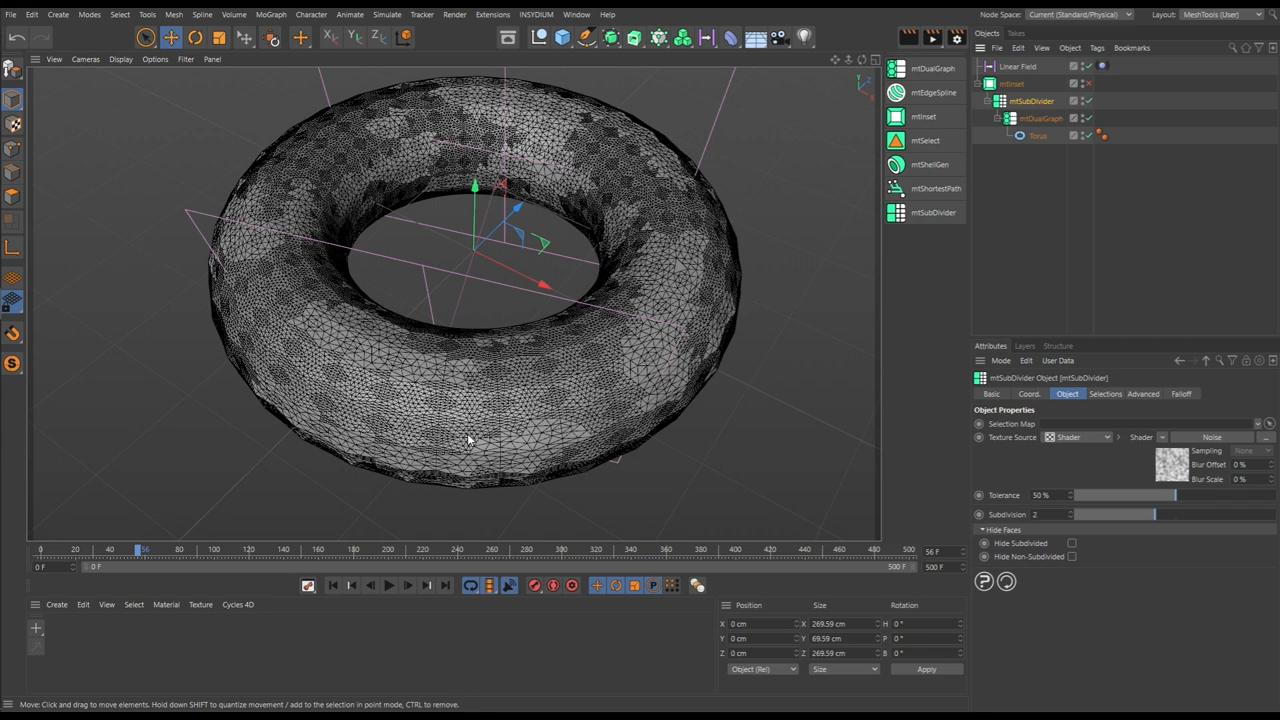 File Edit Create Modes Select Tools Mesh Spline Volume MoGraph Character Animate Simulate Tracker Render Extensions INSYDIUM Window Help Node Space: Current (Standard/Physical) Layout: MeshTools (User)
Objects Takes
File Edit View Object Tags Bookmarks
View Cameras Display Options Filter Panel
Linear Field
mtInset
mtSubDivider
mtDualGraph
Torus
mtDualGraph
mtEdgeSpline
mtInset
mtSelect
mtShellGen
mtShortestPath
mtSubDivider
Attributes Layers Structure
Mode Edit User Data
mtSubDivider Object [mtSubDivider]
Basic Coord. Object Selections Advanced Falloff
Object Properties
Selection Map
Texture Source Shader Shader Noise ...
Sampling None
Blur Offset 0 %
Blur Scale 0 %
Tolerance 50 %
Subdivision 2
Hide Faces
Hide Subdivided
Hide Non-Subdivided
0 20 40 56 80 100 120 140 160 180 200 220 240 260 280 300 320 340 360 380 400 420 440 460 480 500 56 F
0 F 0 F 500 F 500 F
Create Edit View Select Material Texture Cycles 4D
Position Size Rotation
X 0 cm X 269.59 cm H 0 °
Y 0 cm Y 69.59 cm P 0 °
Z 0 cm Z 269.59 cm B 0 °
Object (Rel) Size Apply
Move: Click and drag to move elements. Hold down SHIFT to quantize movement / add to the selection in point mode, CTRL to remove.